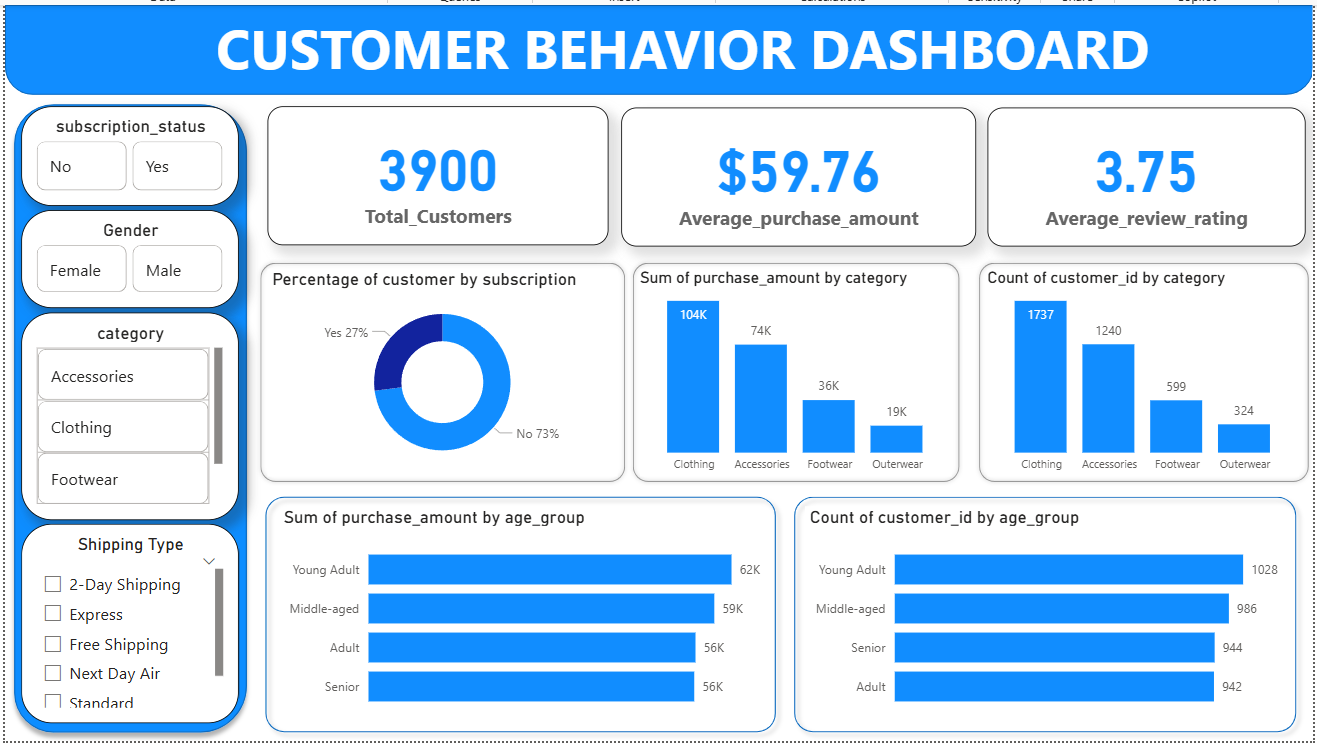 CUSTOMER BEHAVIOR DASHBOARD
subscription_status
No
Yes
Gender
Female
Male
category
Accessories
Clothing
Footwear
Shipping Type
2-Day Shipping
Express
Free Shipping
Next Day Air
Standard
3900
Total_Customers
$59.76
Average_purchase_amount
3.75
Average_review_rating
Percentage of customer by subscription
Yes 27%
No 73%
Sum of purchase_amount by category
104K
74K
36K
19K
Clothing
Accessories
Footwear
Outerwear
Count of customer_id by category
1737
1240
599
324
Clothing
Accessories
Footwear
Outerwear
Sum of purchase_amount by age_group
Young Adult 62K
Middle-aged 59K
Adult 56K
Senior 56K
Count of customer_id by age_group
Young Adult 1028
Middle-aged 986
Senior 944
Adult 942